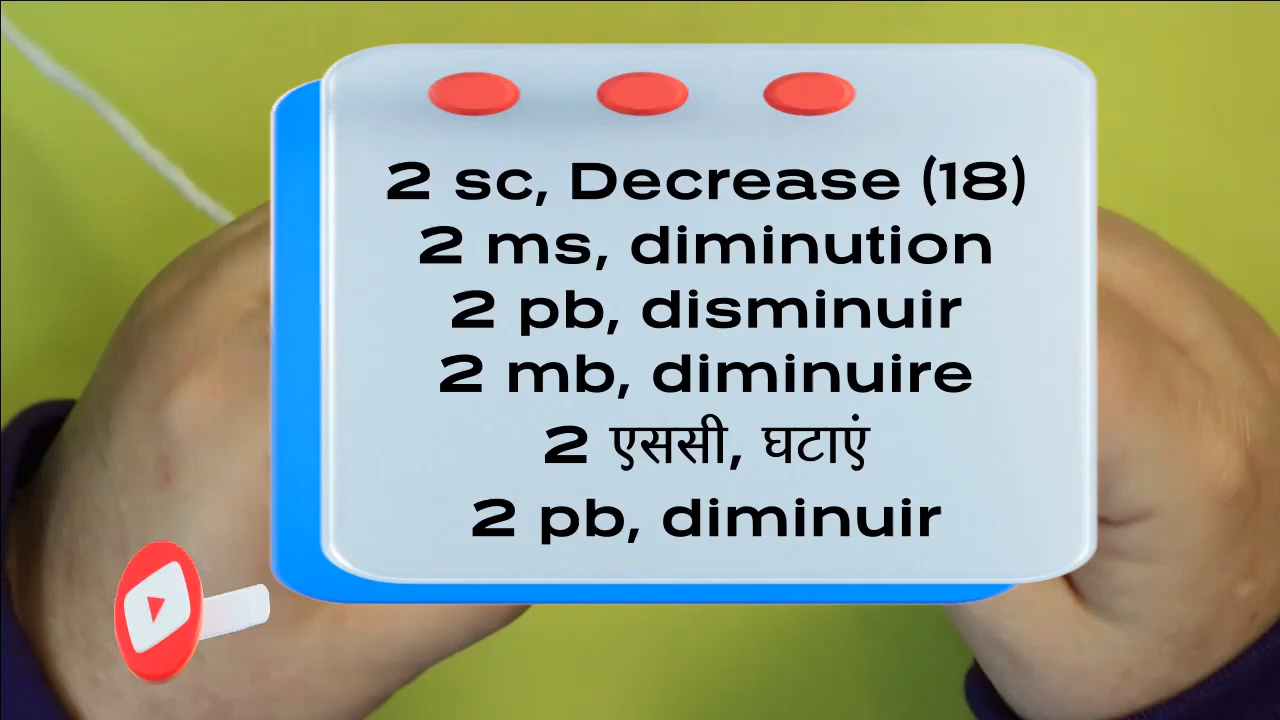 2 sc, Decrease (18)
2 ms, diminution
2 pb, disminuir
2 mb, diminuire
2 एससी, घटाएं
2 pb, diminuir